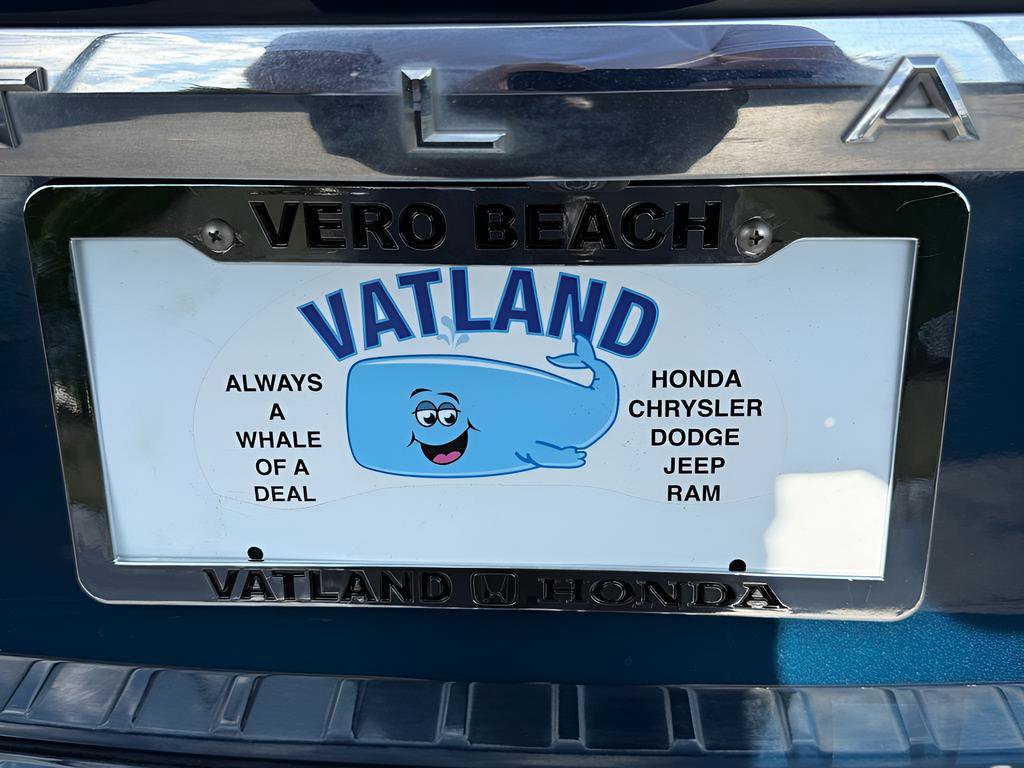 T L A
VERO BEACH
VATLAND
ALWAYS
A
WHALE
OF A
DEAL
HONDA
CHRYSLER
DODGE
JEEP
RAM
VATLAND HONDA